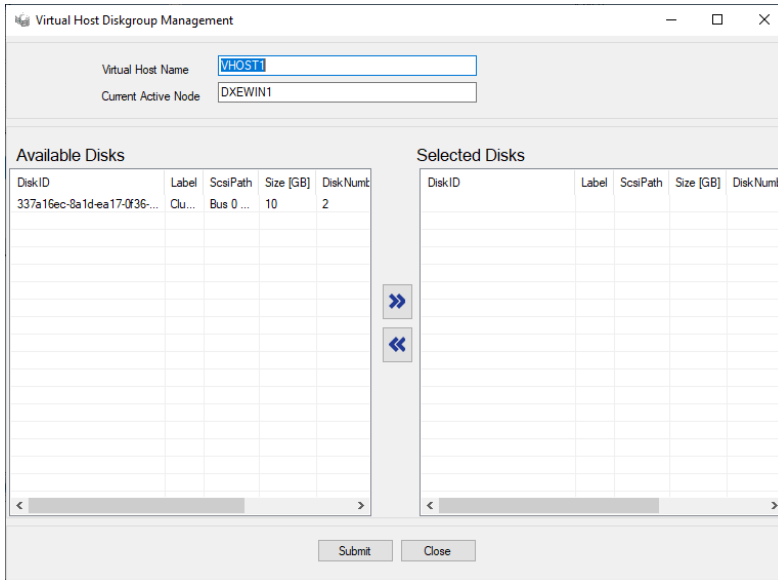 Virtual Host Diskgroup Management
Virtual Host Name VHOST1
Current Active Node DXEWIN1
Available Disks
DiskID Label ScsiPath Size [GB] DiskNumb
337a16ec-8a1d-ea17-0f36-... Clu... Bus 0 ... 10 2
Selected Disks
DiskID Label ScsiPath Size [GB] DiskNumb
Submit Close